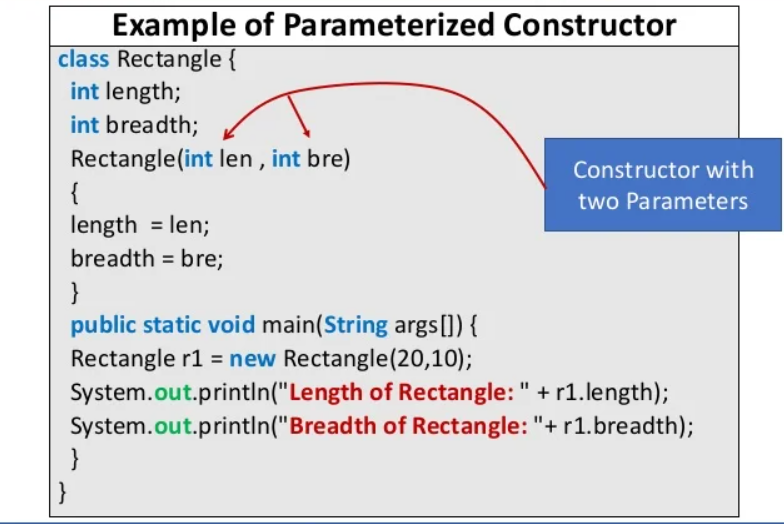 Example of Parameterized Constructor
class Rectangle {
int length;
int breadth;
Rectangle(int len , int bre)
{
length  = len;
breadth = bre;
}
public static void main(String args[]) {
Rectangle r1 = new Rectangle(20,10);
System.out.println("Length of Rectangle: " + r1.length);
System.out.println("Breadth of Rectangle: "+ r1.breadth);
}
}
Constructor with
two Parameters